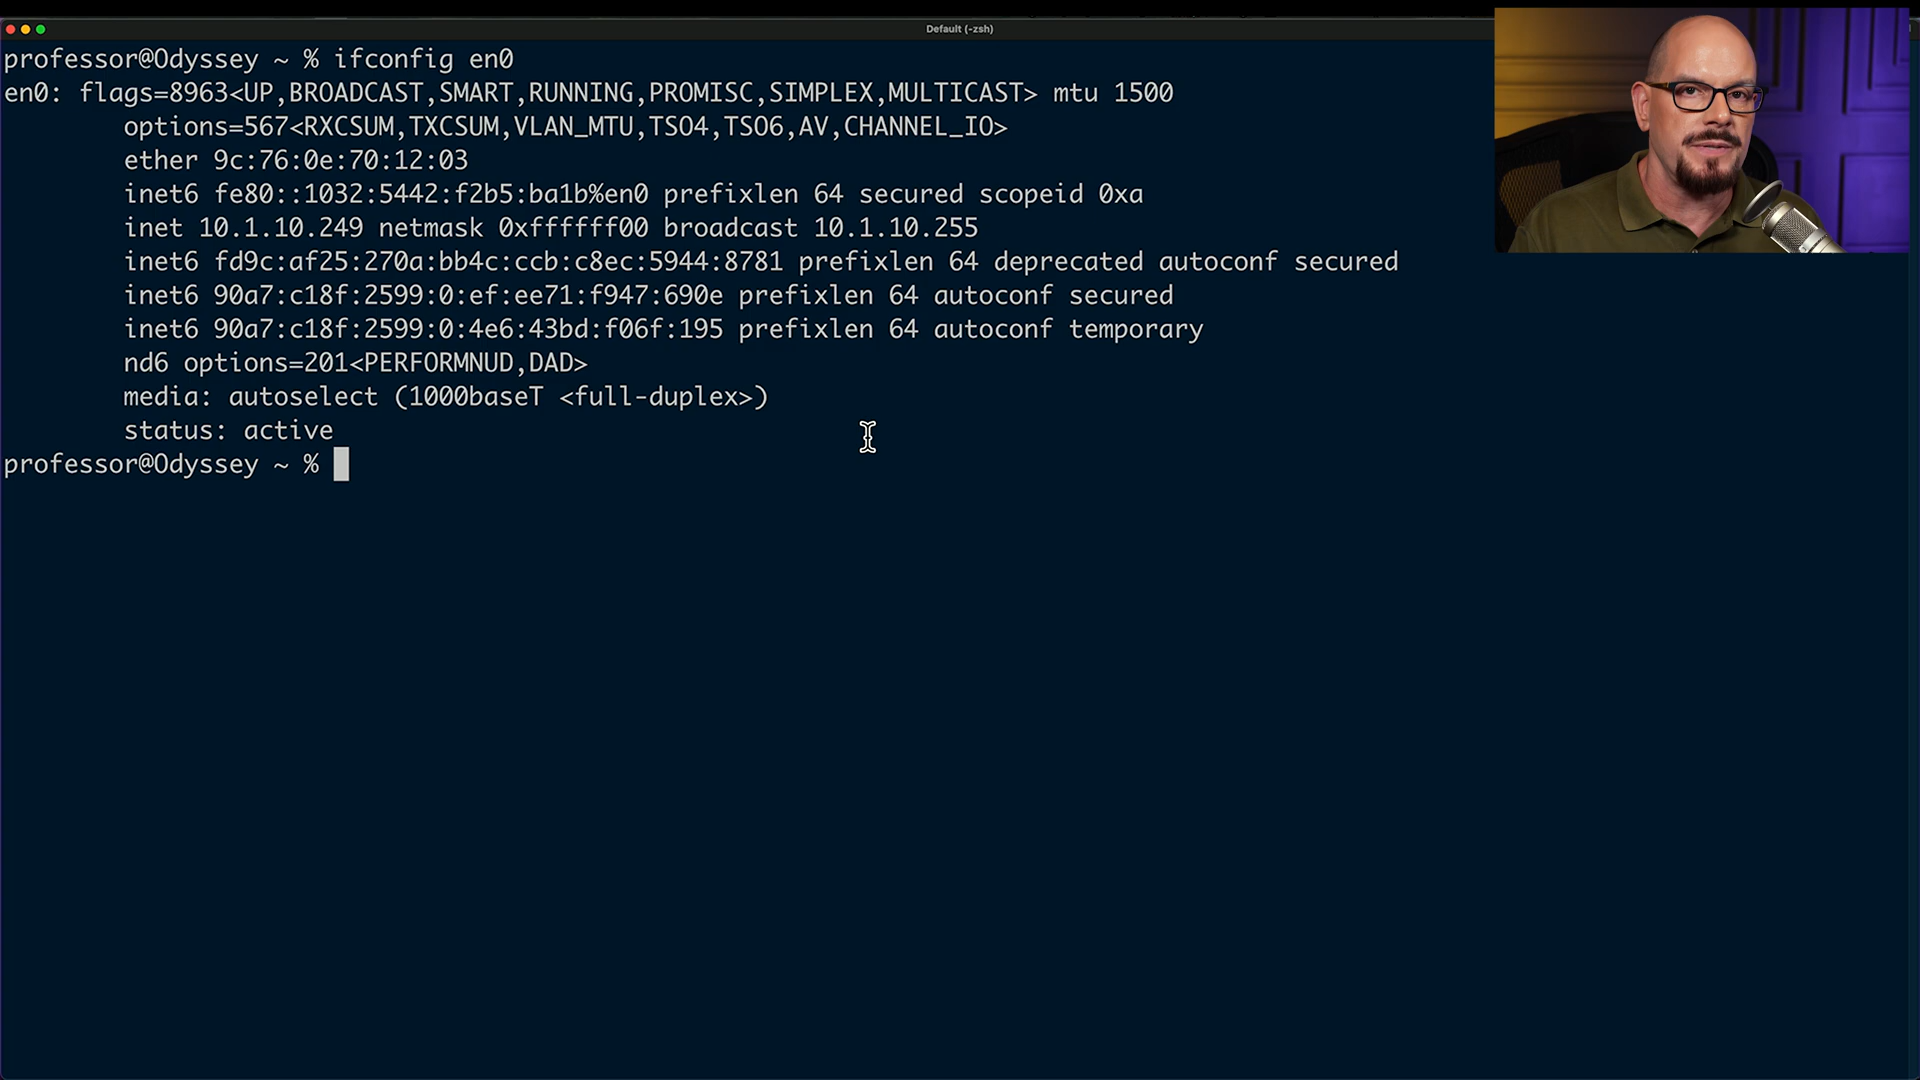 Default (-zsh)
professor@Odyssey ~ % ifconfig en0
en0: flags=8963<UP,BROADCAST,SMART,RUNNING,PROMISC,SIMPLEX,MULTICAST> mtu 1500
options=567<RXCSUM,TXCSUM,VLAN_MTU,TSO4,TSO6,AV,CHANNEL_IO>
ether 9c:76:0e:70:12:03
inet6 fe80::1032:5442:f2b5:ba1b%en0 prefixlen 64 secured scopeid 0xa
inet 10.1.10.249 netmask 0xffffff00 broadcast 10.1.10.255
inet6 fd9c:af25:270a:bb4c:ccb:c8ec:5944:8781 prefixlen 64 deprecated autoconf secured
inet6 90a7:c18f:2599:0:ef:ee71:f947:690e prefixlen 64 autoconf secured
inet6 90a7:c18f:2599:0:4e6:43bd:f06f:195 prefixlen 64 autoconf temporary
nd6 options=201<PERFORMNUD,DAD>
media: autoselect (1000baseT <full-duplex>)
status: active
professor@Odyssey ~ %